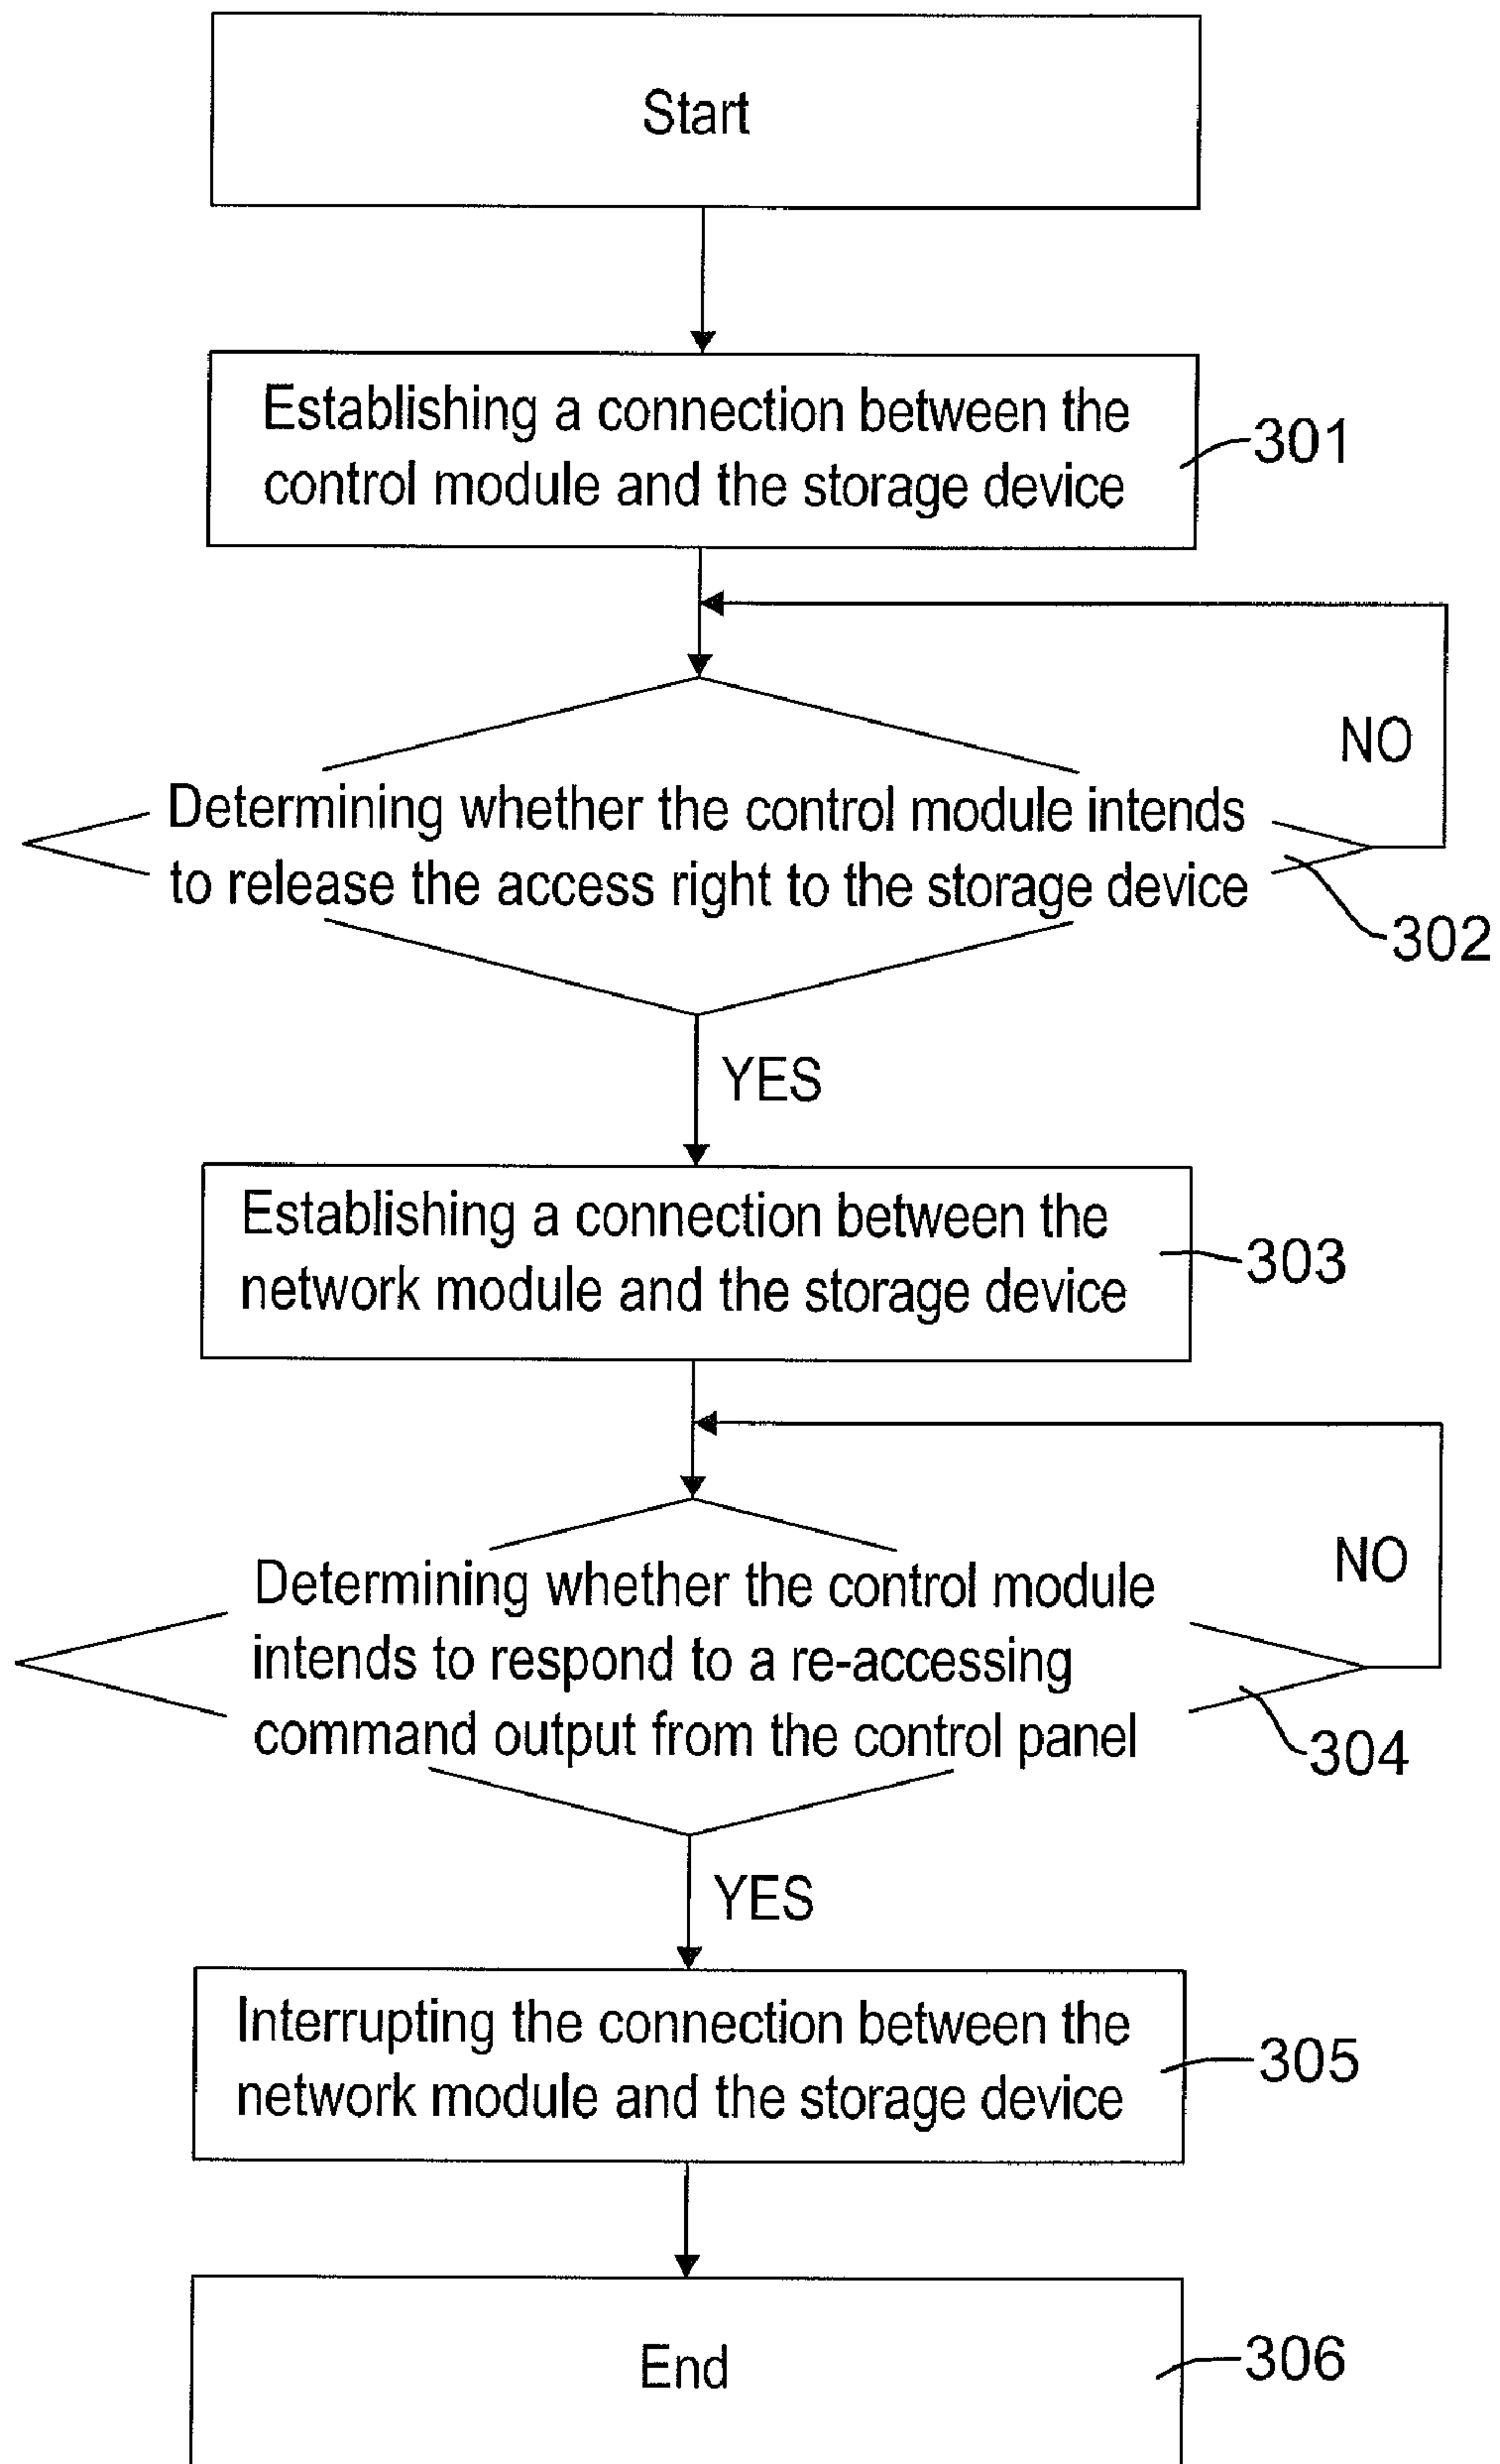 Start
Establishing a connection between the
control module and the storage device
301
NO
Determining whether the control module intends
to release the access right to the storage device
302
YES
Establishing a connection between the
network module and the storage device
303
NO
Determining whether the control module
intends to respond to a re-accessing
command output from the control panel
304
YES
Interrupting the connection between the
network module and the storage device
305
End
306